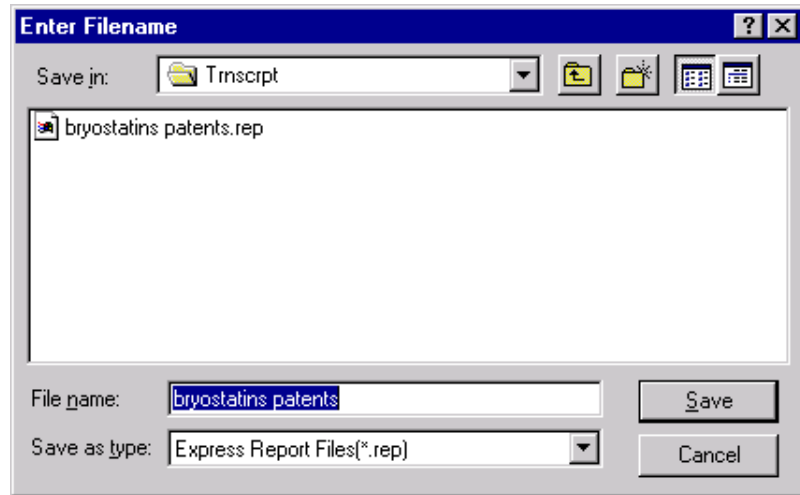 Enter Filename
Save in: Trnscrpt
bryostatins patents.rep
File name: bryostatins patents Save
Save as type: Express Report Files(*.rep) Cancel